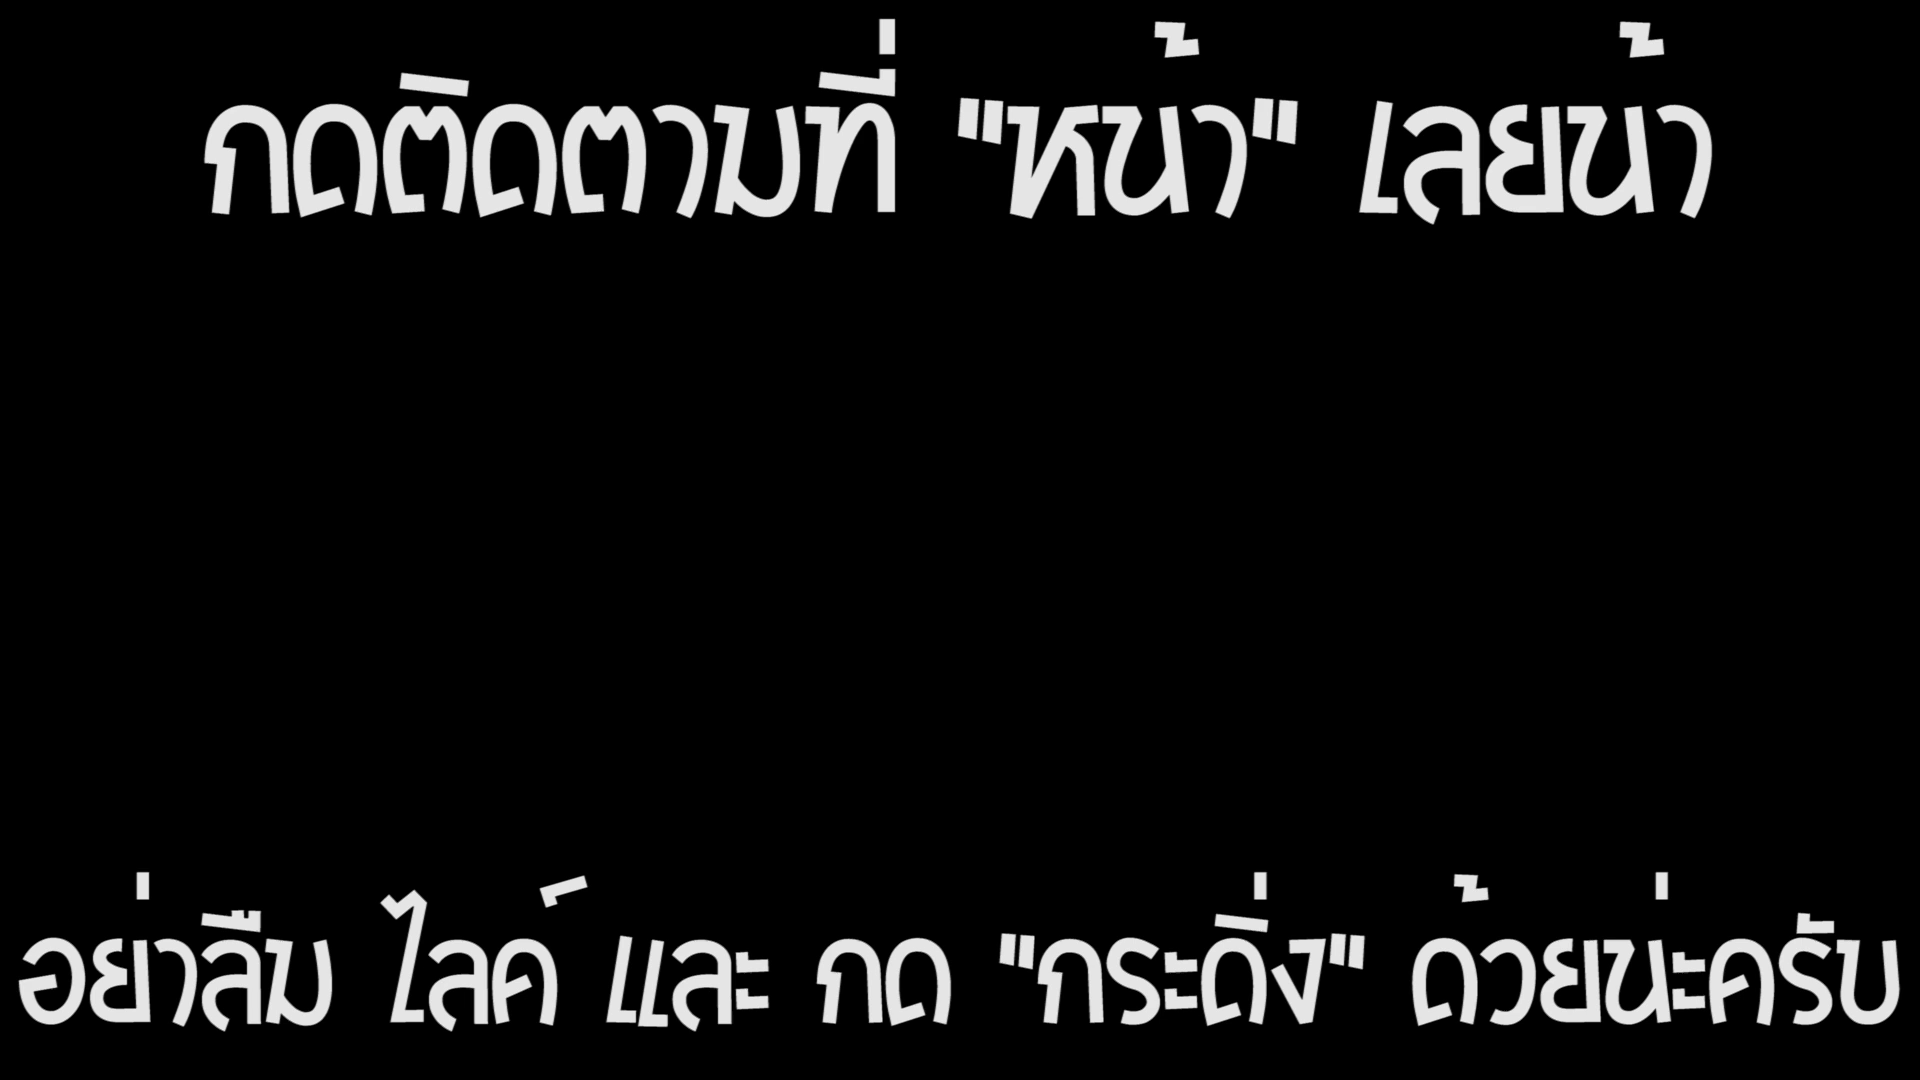 กดติดตามที่ "หน้า" เลยน้า
อย่าลืม ไลค์ และ กด "กระดิ่ง" ด้วยน่ะครับ